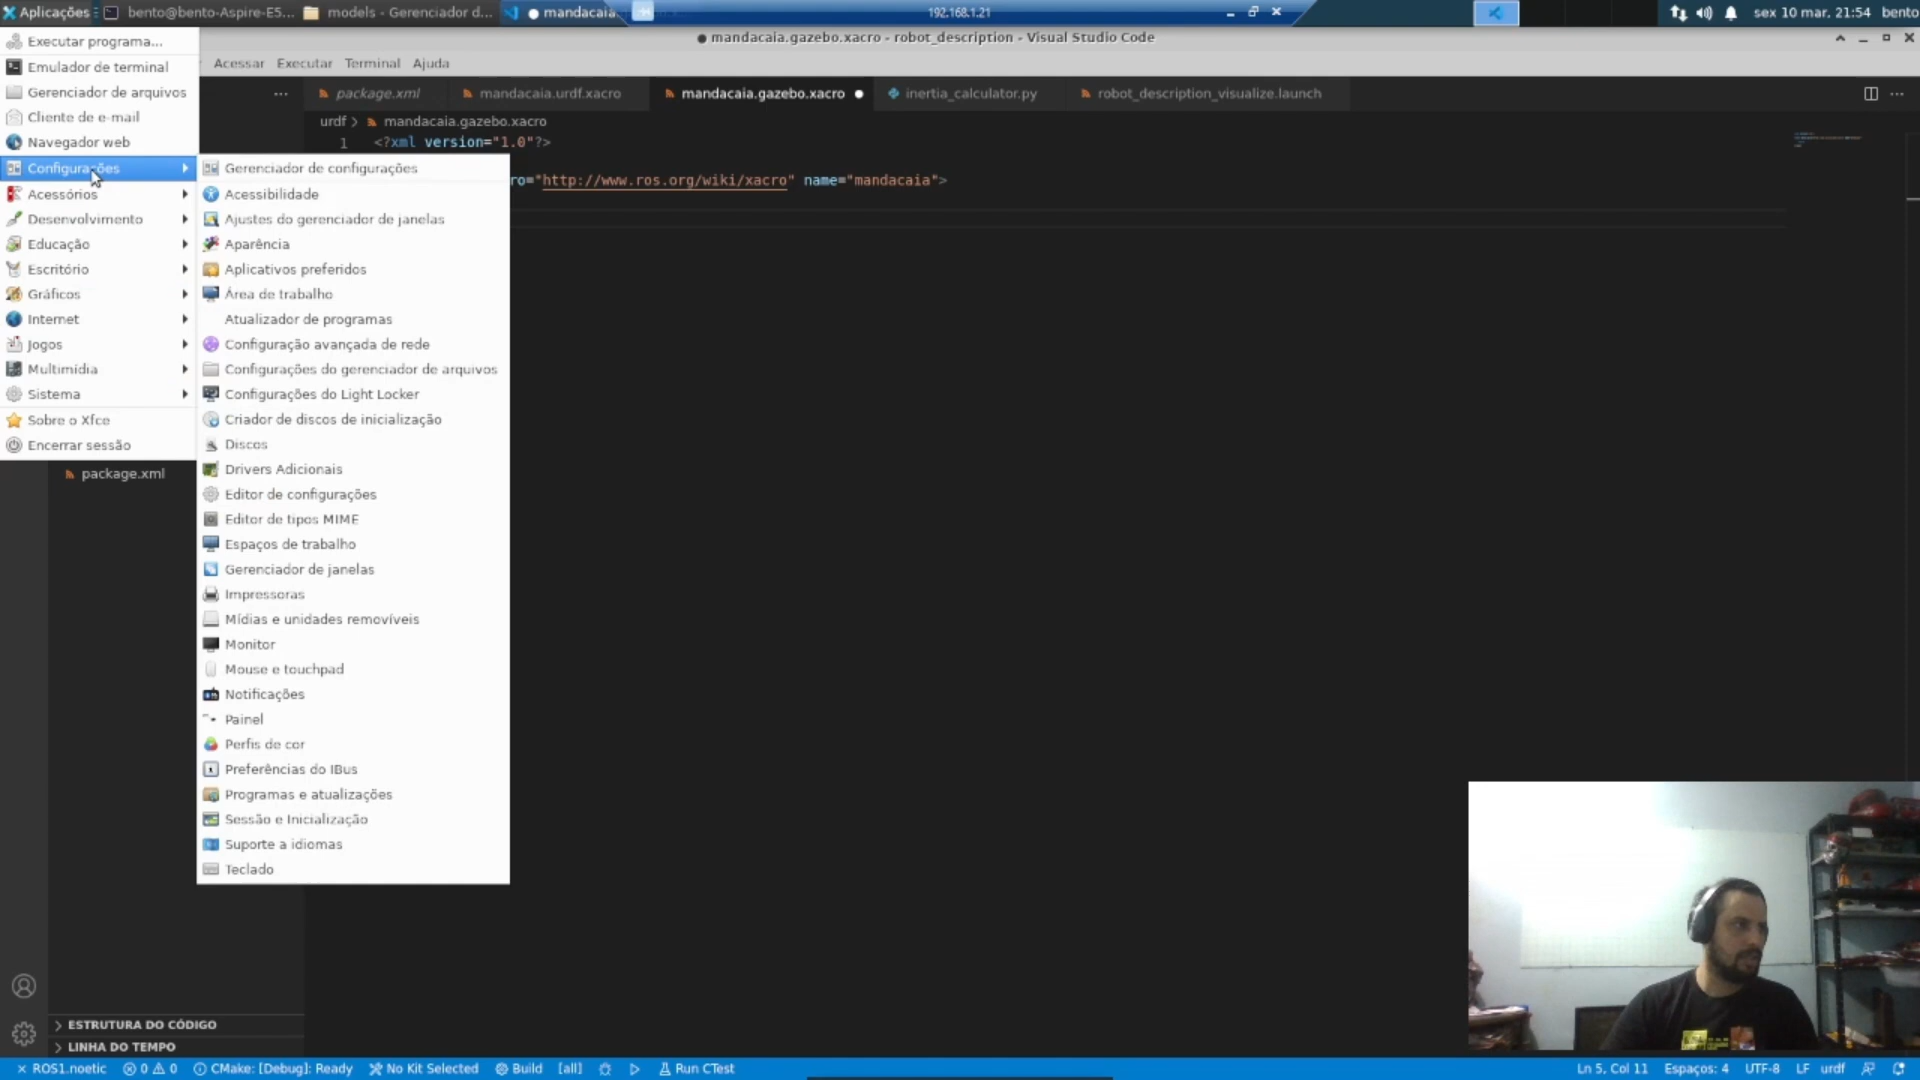 Aplicações
bento@bento-Aspire-E5...
models - Gerenciador d...
mandacaia.
192.168.1.21
sex 10 mar, 21:54
bento
mandacaia.gazebo.xacro - robot_description - Visual Studio Code
Acessar
Executar
Terminal
Ajuda
package.xml
mandacaia.urdf.xacro
mandacaia.gazebo.xacro
inertia_calculator.py
robot_description_visualize.launch
urdf > mandacaia.gazebo.xacro
1 <?xml version="1.0"?>
ro="http://www.ros.org/wiki/xacro" name="mandacaia">
Executar programa...
Emulador de terminal
Gerenciador de arquivos
Cliente de e-mail
Navegador web
Configurações
Acessórios
Desenvolvimento
Educação
Escritório
Gráficos
Internet
Jogos
Multimídia
Sistema
Sobre o Xfce
Encerrar sessão
package.xml
Gerenciador de configurações
Acessibilidade
Ajustes do gerenciador de janelas
Aparência
Aplicativos preferidos
Área de trabalho
Atualizador de programas
Configuração avançada de rede
Configurações do gerenciador de arquivos
Configurações do Light Locker
Criador de discos de inicialização
Discos
Drivers Adicionais
Editor de configurações
Editor de tipos MIME
Espaços de trabalho
Gerenciador de janelas
Impressoras
Mídias e unidades removíveis
Monitor
Mouse e touchpad
Notificações
Painel
Perfis de cor
Preferências do IBus
Programas e atualizações
Sessão e Inicialização
Suporte a idiomas
Teclado
ESTRUTURA DO CÓDIGO
LINHA DO TEMPO
ROS1.noetic
0
0
CMake: [Debug]: Ready
No Kit Selected
Build
[all]
Run CTest
Ln 5, Col 11
Espaços: 4
UTF-8
LF
urdf